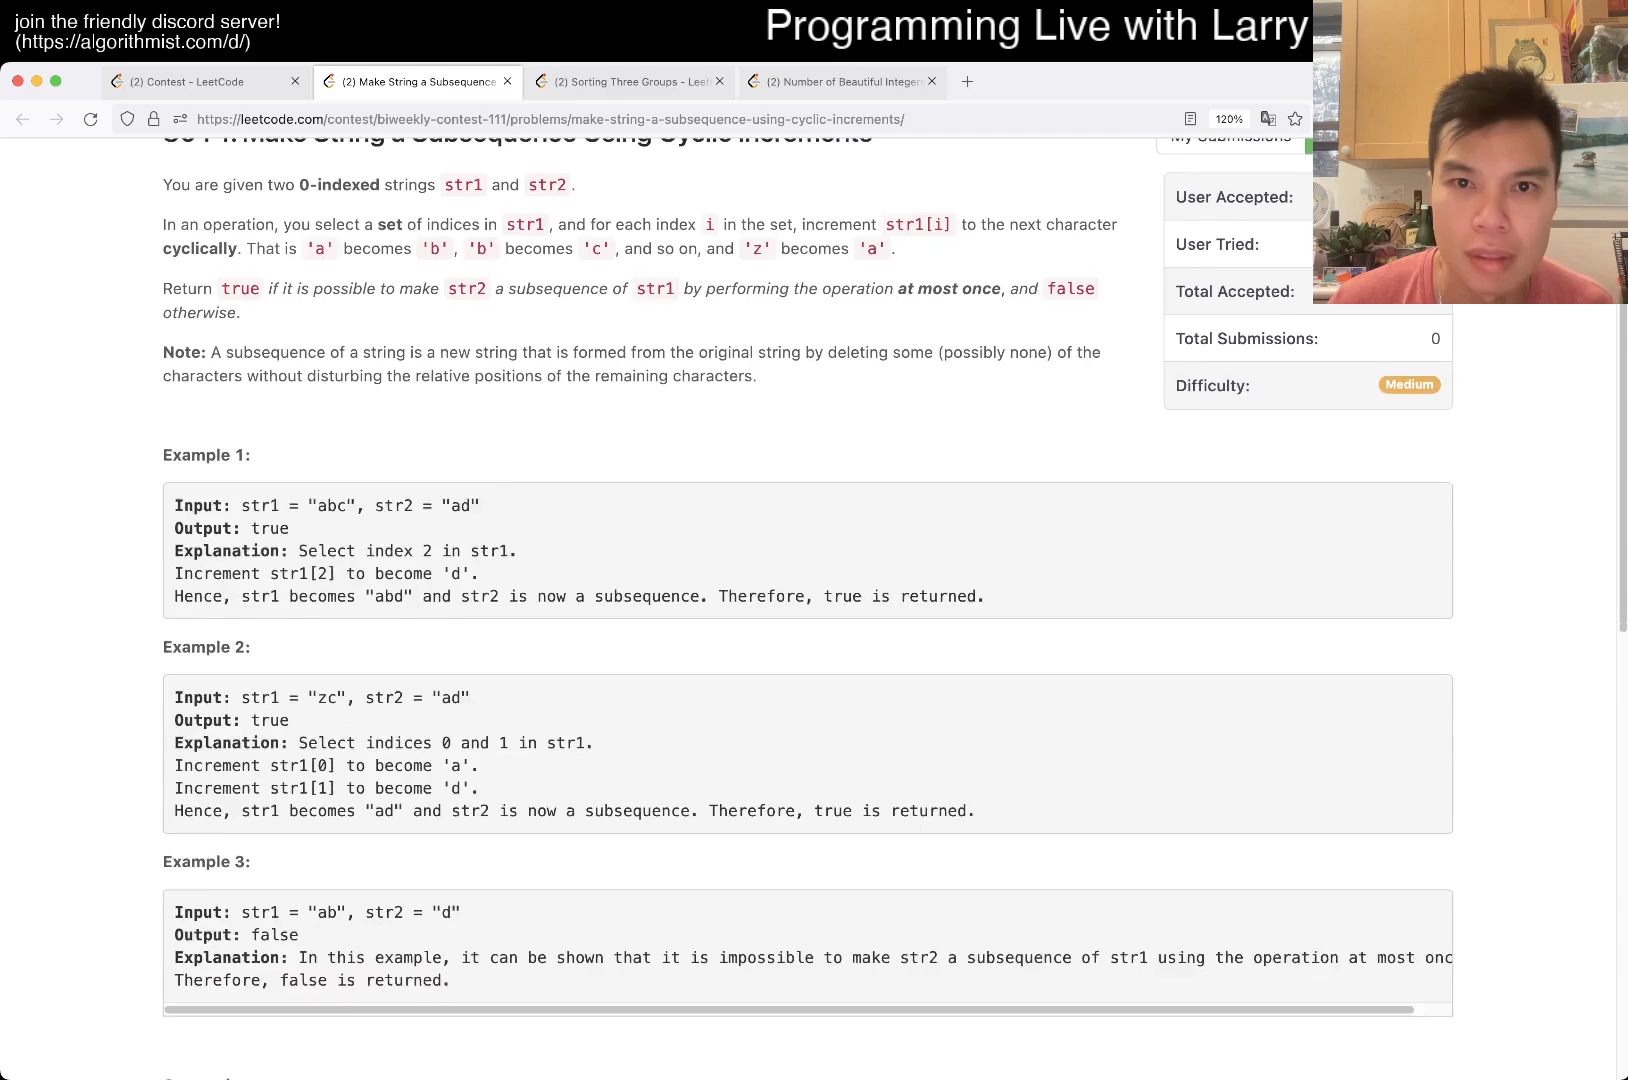 join the friendly discord server!
(https://algorithmist.com/d/)
Programming Live with Larry
(2) Contest - LeetCode
(2) Make String a Subsequence
(2) Sorting Three Groups - Leet
(2) Number of Beautiful Integer
https://leetcode.com/contest/biweekly-contest-111/problems/make-string-a-subsequence-using-cyclic-increments/
120%
Make String a Subsequence Using Cyclic Increments
My Submissions
You are given two 0-indexed strings str1 and str2.
In an operation, you select a set of indices in str1, and for each index i in the set, increment str1[i] to the next character
cyclically. That is 'a' becomes 'b', 'b' becomes 'c', and so on, and 'z' becomes 'a'.
Return true if it is possible to make str2 a subsequence of str1 by performing the operation at most once, and false
otherwise.
Note: A subsequence of a string is a new string that is formed from the original string by deleting some (possibly none) of the
characters without disturbing the relative positions of the remaining characters.
User Accepted:
User Tried:
Total Accepted:
Total Submissions: 0
Difficulty: Medium
Example 1:
Input: str1 = "abc", str2 = "ad"
Output: true
Explanation: Select index 2 in str1.
Increment str1[2] to become 'd'.
Hence, str1 becomes "abd" and str2 is now a subsequence. Therefore, true is returned.
Example 2:
Input: str1 = "zc", str2 = "ad"
Output: true
Explanation: Select indices 0 and 1 in str1.
Increment str1[0] to become 'a'.
Increment str1[1] to become 'd'.
Hence, str1 becomes "ad" and str2 is now a subsequence. Therefore, true is returned.
Example 3:
Input: str1 = "ab", str2 = "d"
Output: false
Explanation: In this example, it can be shown that it is impossible to make str2 a subsequence of str1 using the operation at most onc
Therefore, false is returned.